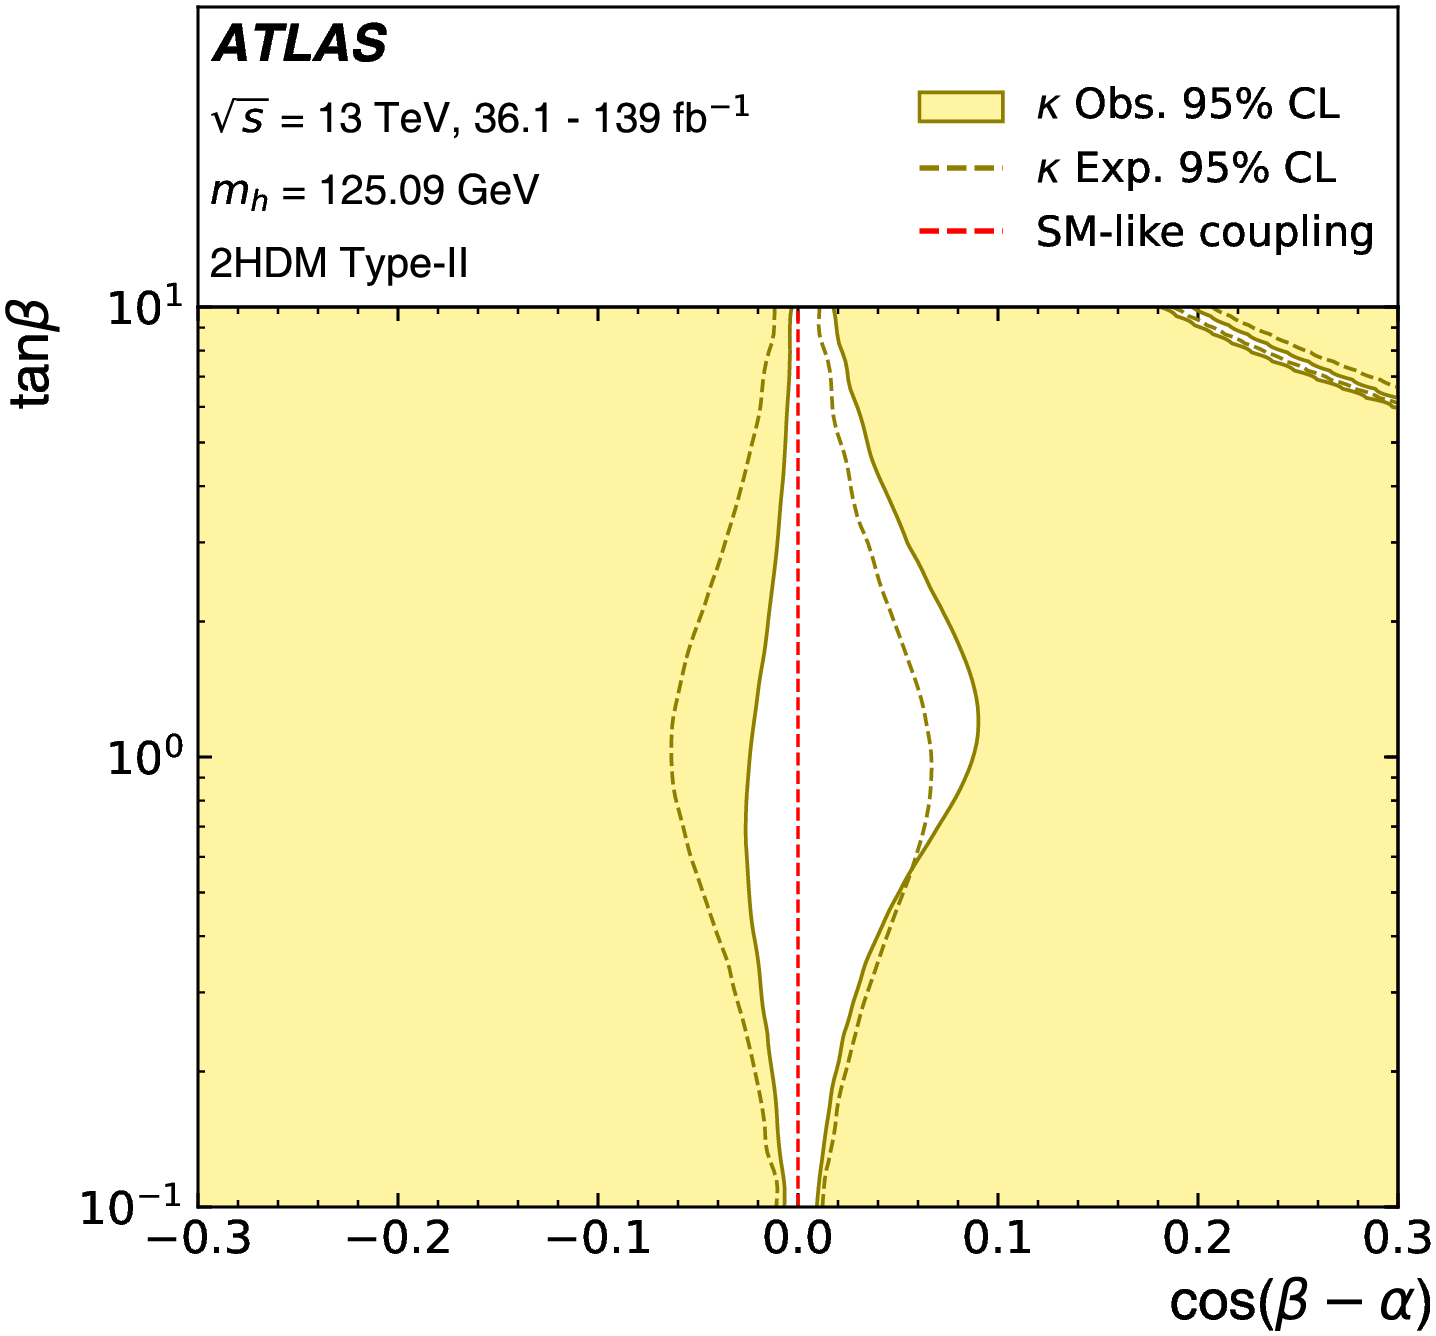 ATLAS
√s = 13 TeV, 36.1 - 139 fb⁻¹
m_h = 125.09 GeV
2HDM Type-II
κ Obs. 95% CL
κ Exp. 95% CL
SM-like coupling
tanβ
10¹
10⁰
10⁻¹
−0.3 −0.2 −0.1 0.0 0.1 0.2 0.3
cos(β − α)